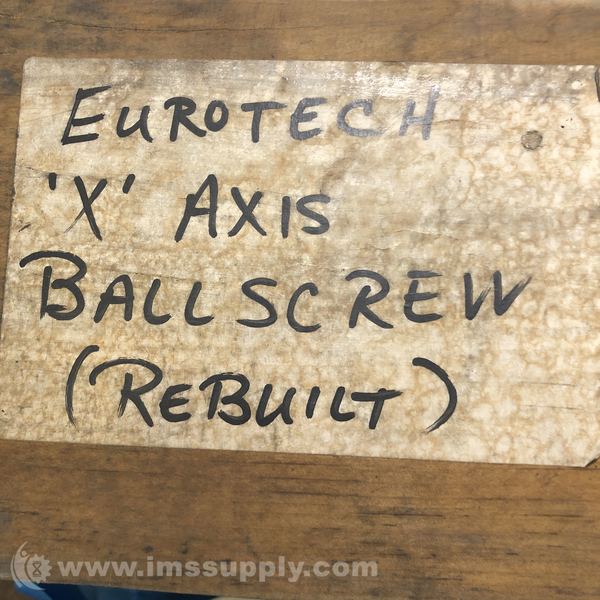 EUROTECH
'X' AXIS
BALLSCREW
(REBUILT)
www.imssupply.com